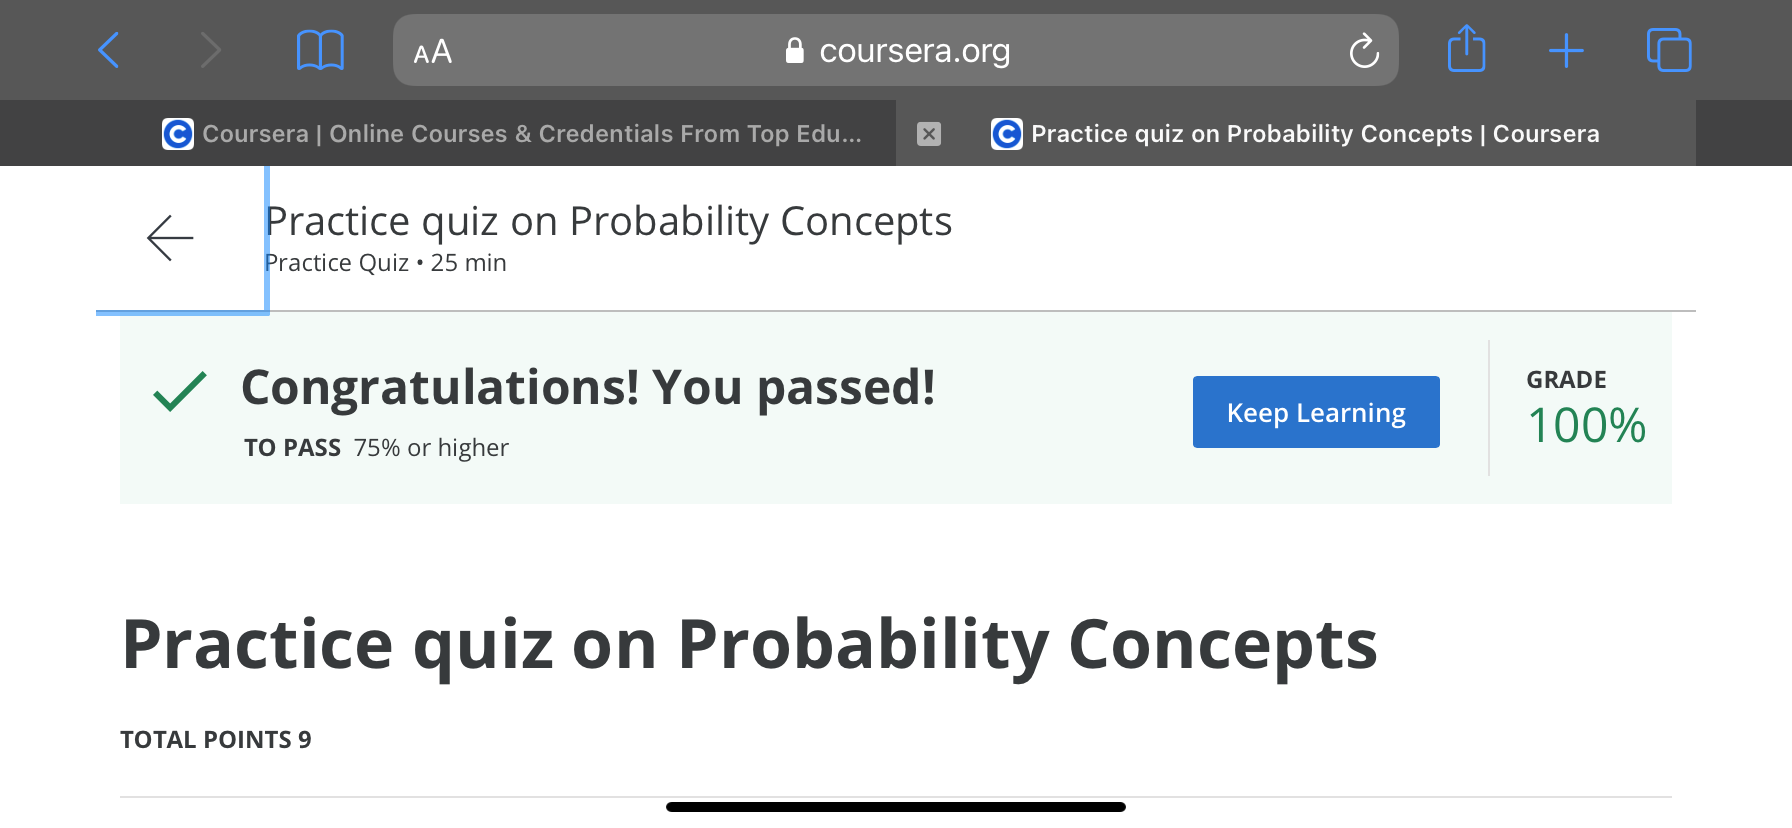 AA coursera.org
Coursera | Online Courses & Credentials From Top Edu...
Practice quiz on Probability Concepts | Coursera
Practice quiz on Probability Concepts
Practice Quiz • 25 min
Congratulations! You passed!
TO PASS 75% or higher
Keep Learning
GRADE
100%
Practice quiz on Probability Concepts
TOTAL POINTS 9